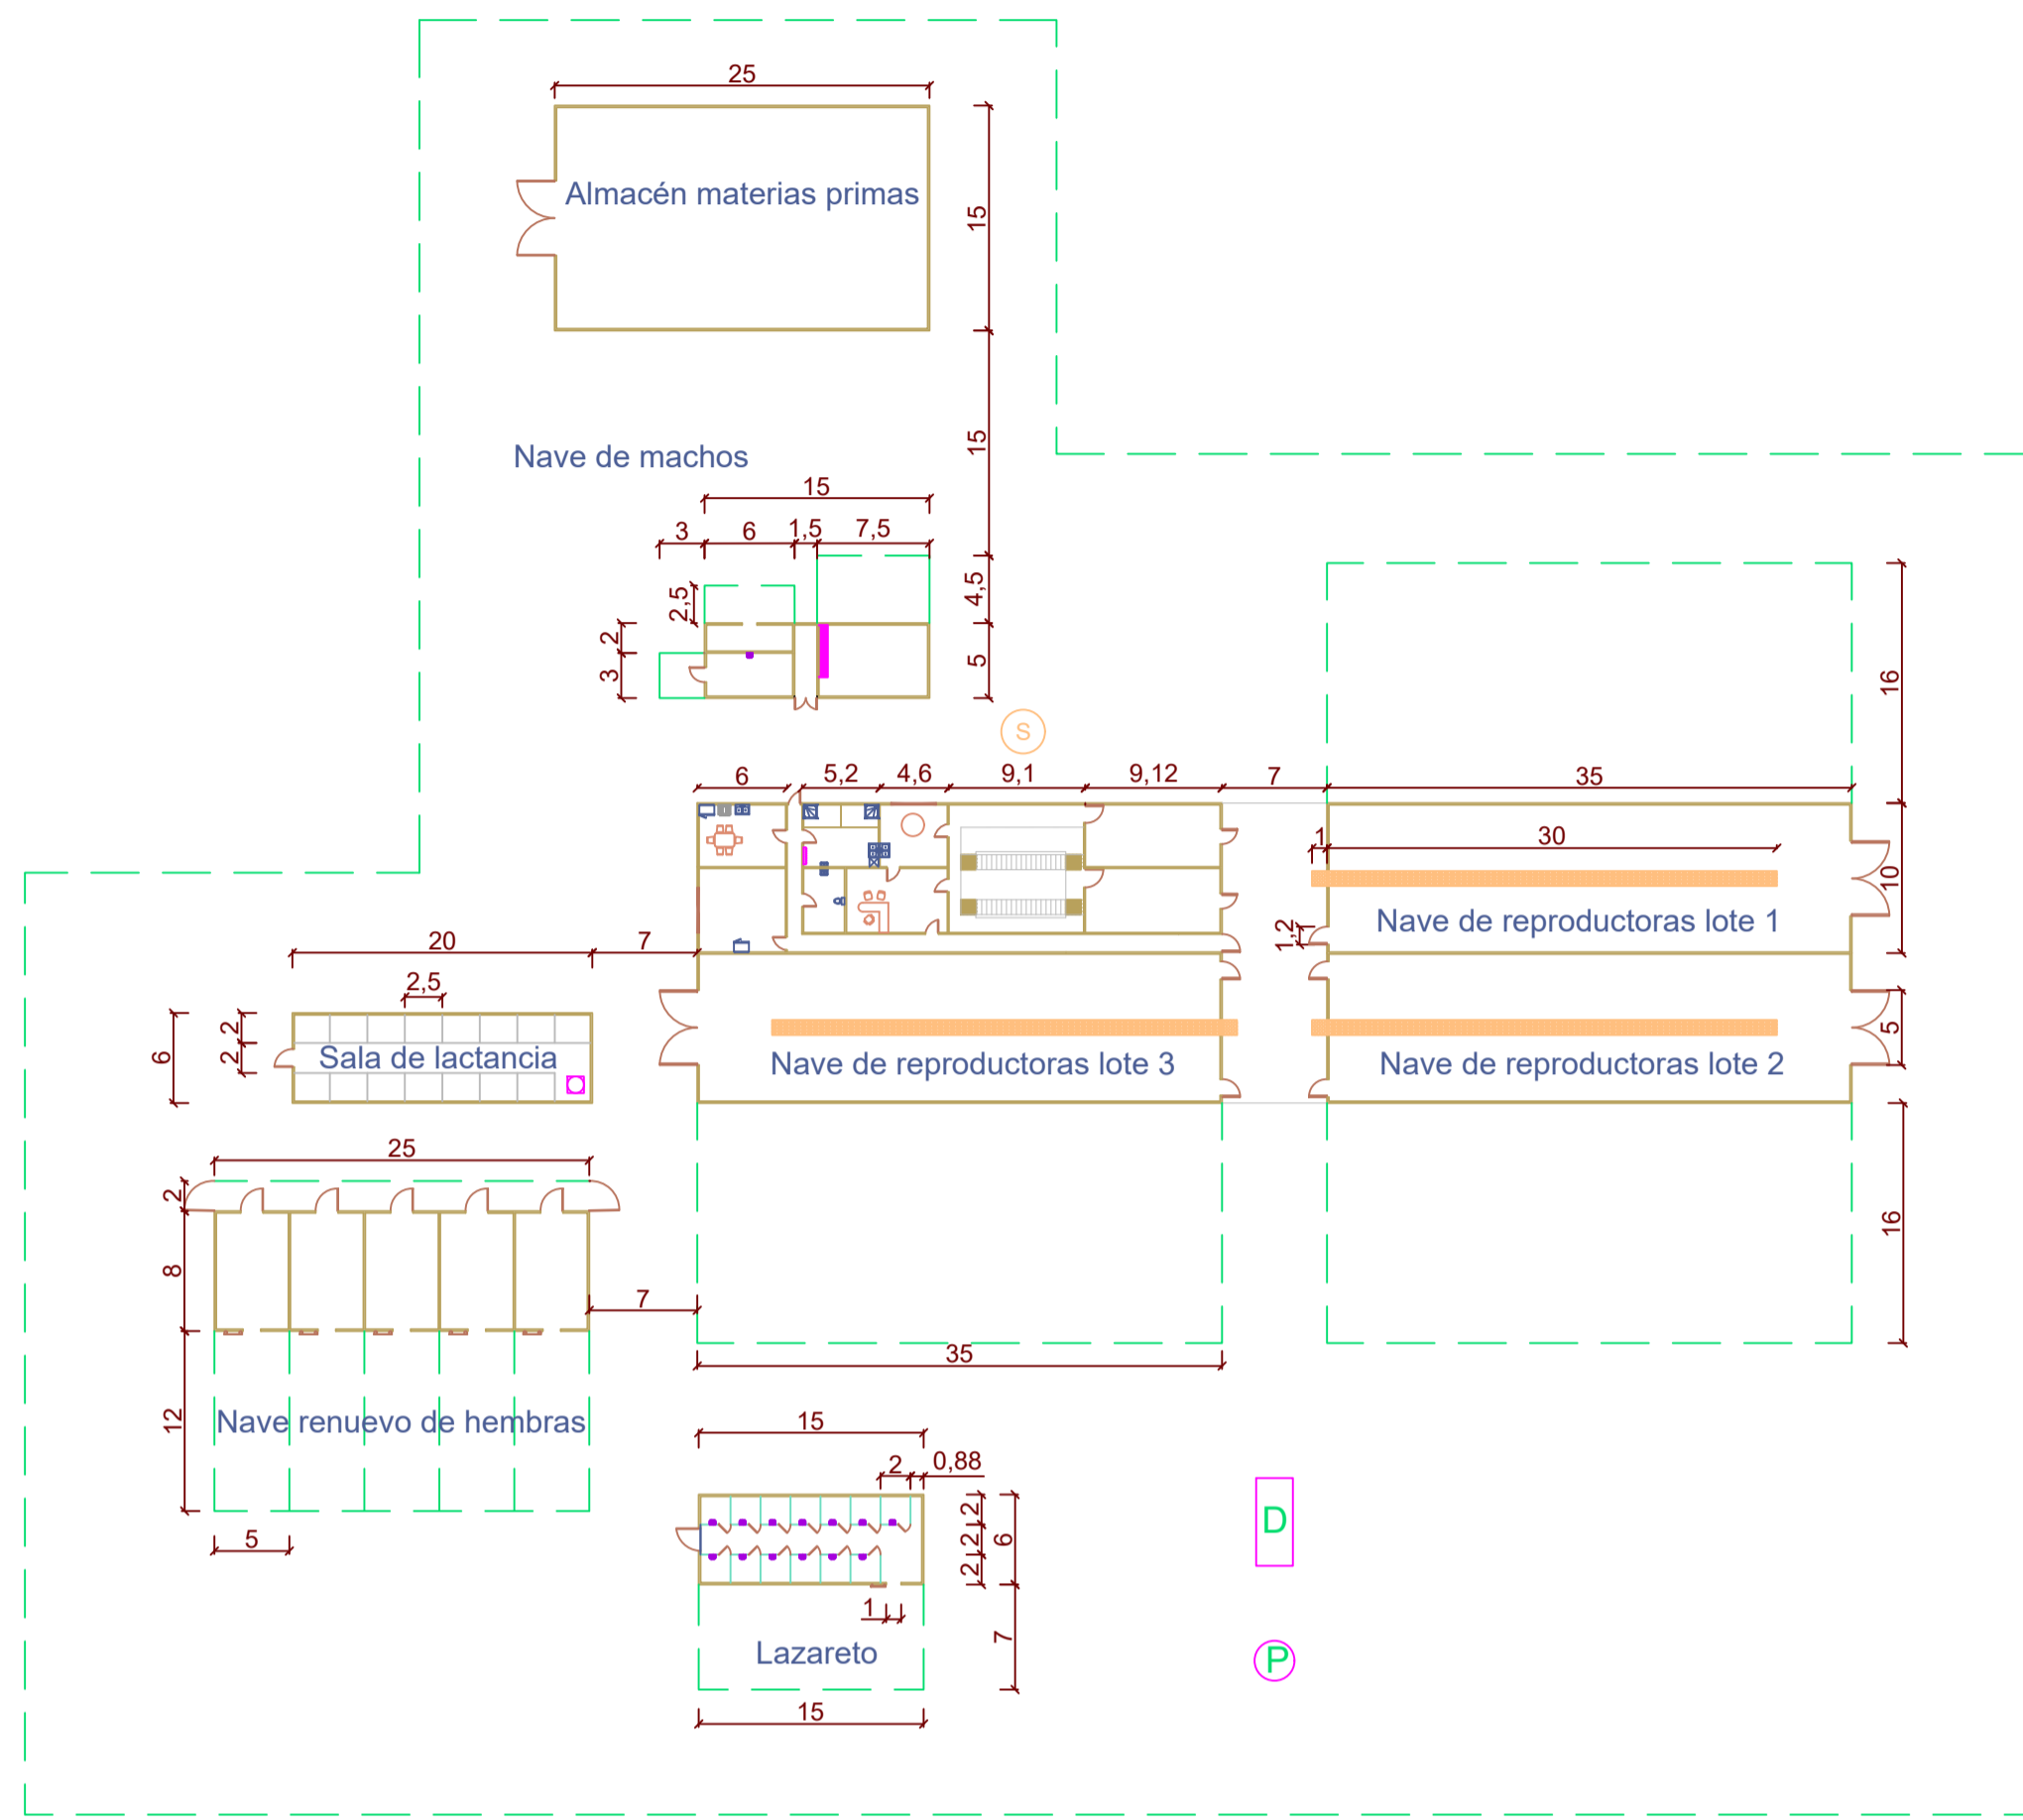 25
Almacén materias primas
15
15
Nave de machos
15
3 6 1,5 7,5
2,5
4,5
2
3
5
S
16
6 5,2 4,6 9,1 9,12 7 35
1 30
10
Nave de reproductoras lote 1
1,2
20 7
2,5
2
2
6
Sala de lactancia
5
Nave de reproductoras lote 3
Nave de reproductoras lote 2
25
2
8
16
7
35
12
Nave renuevo de hembras
15
2 0,88
2
2
2
6
5
D
1
7
Lazareto
P
15